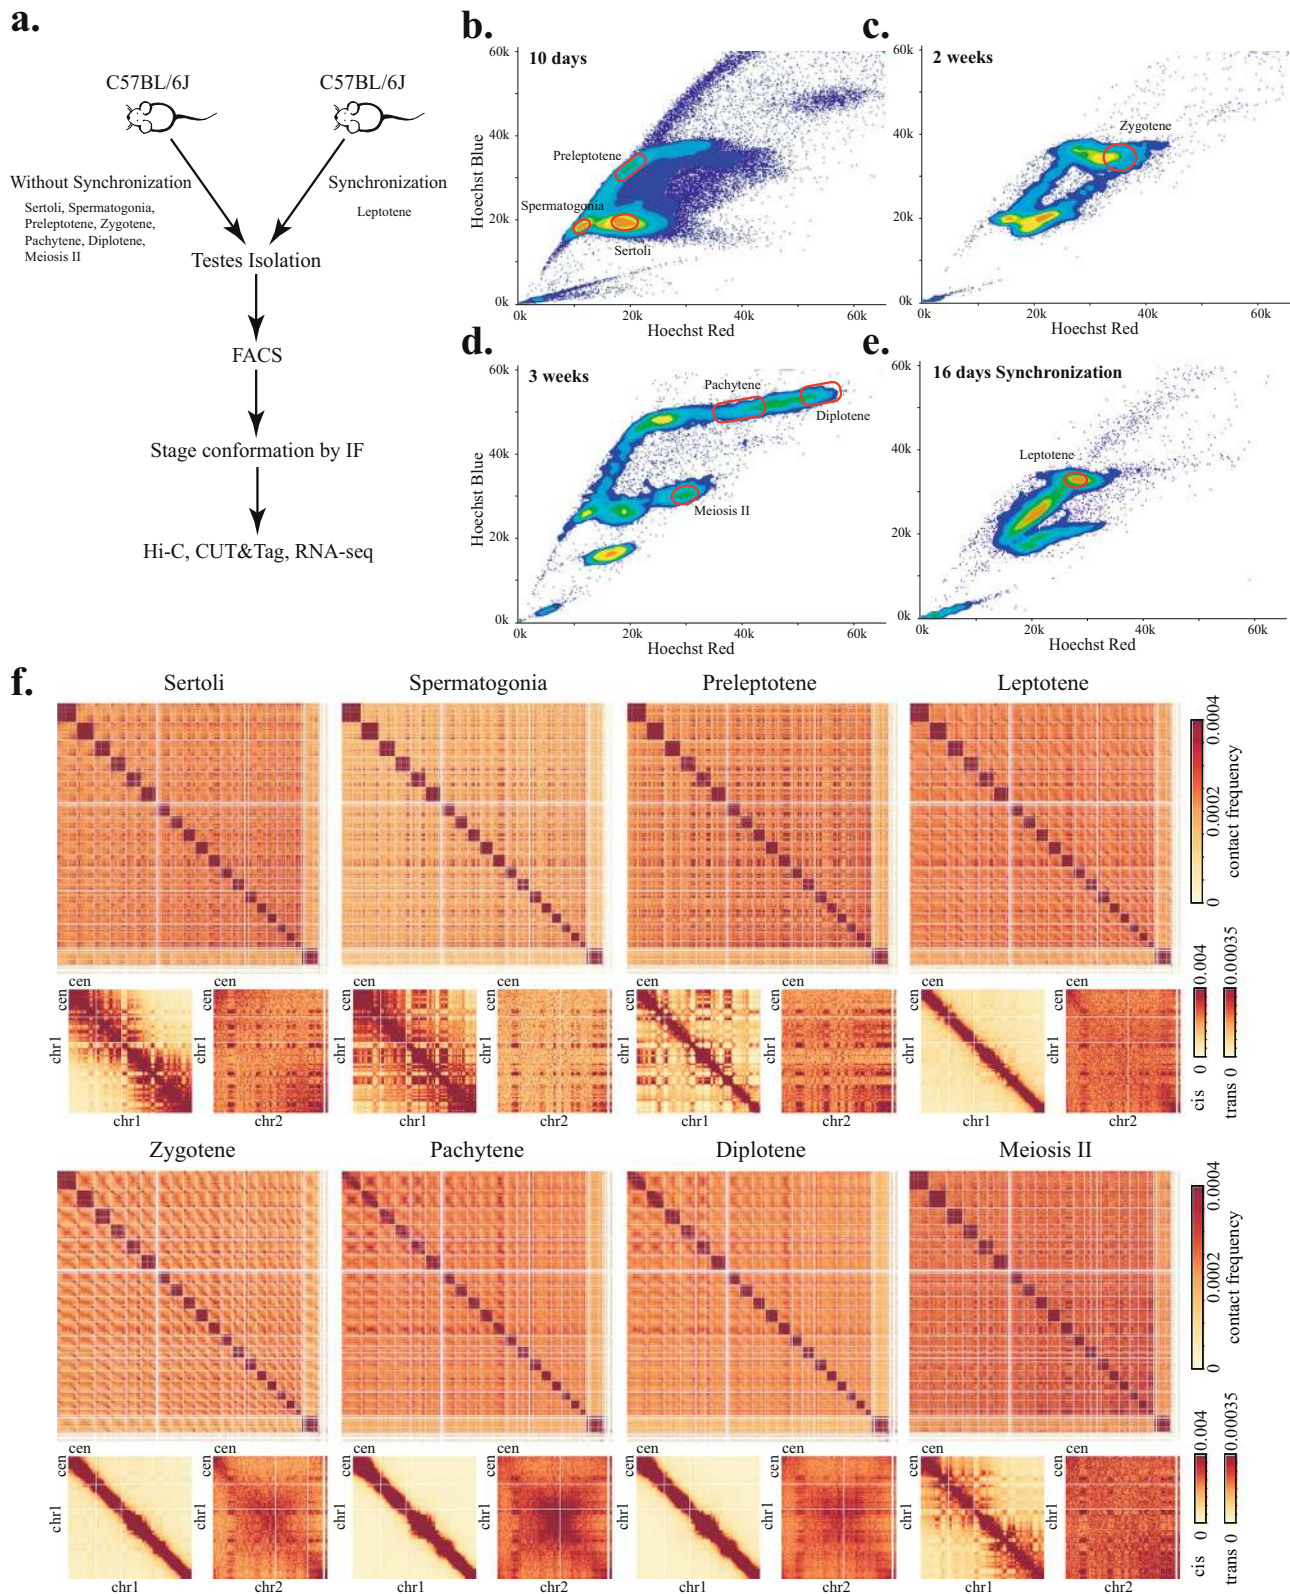 a.
C57BL/6J
C57BL/6J
Without Synchronization
Sertoli, Spermatogonia,
Preleptotene, Zygotene,
Pachytene, Diplotene,
Meiosis II
Synchronization
Leptotene
Testes Isolation
FACS
Stage conformation by IF
Hi-C, CUT&Tag, RNA-seq
b.
10 days
60k
40k
20k
0k
Hoechst Blue
Preleptotene
Spermatogonia
Sertoli
0k 20k 40k 60k
Hoechst Red
c.
2 weeks
60k
40k
20k
0k
Zygotene
0k 20k 40k 60k
Hoechst Red
d.
3 weeks
60k
40k
20k
0k
Hoechst Blue
Pachytene
Diplotene
Meiosis II
0k 20k 40k 60k
Hoechst Red
e.
16 days Synchronization
60k
40k
20k
0k
Leptotene
0k 20k 40k 60k
Hoechst Red
f.
Sertoli Spermatogonia Preleptotene Leptotene
0 0.0002 0.0004
contact frequency
cen cen cen cen cen cen cen cen
cen cen cen cen cen cen cen cen
chr1 chr1 chr1 chr1 chr1 chr1 chr1 chr1
chr1 chr2 chr1 chr2 chr1 chr2 chr1 chr2
cis 0 0.004
trans 0 0.00035
Zygotene Pachytene Diplotene Meiosis II
0 0.0002 0.0004
contact frequency
cen cen cen cen cen cen cen cen
cen cen cen cen cen cen cen cen
chr1 chr1 chr1 chr1 chr1 chr1 chr1 chr1
chr1 chr2 chr1 chr2 chr1 chr2 chr1 chr2
cis 0 0.004
trans 0 0.00035